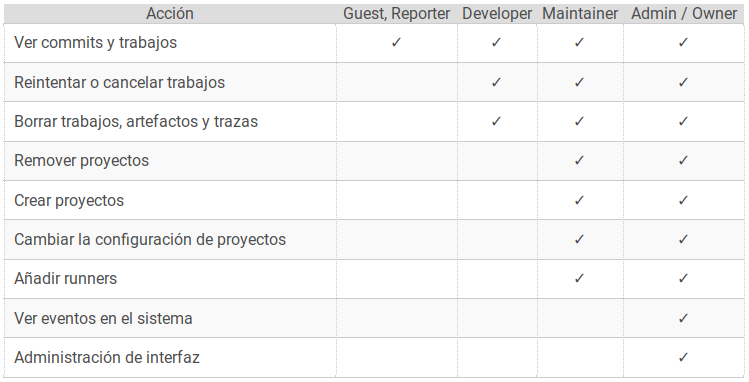 Acción Guest, Reporter Developer Maintainer Admin / Owner
Ver commits y trabajos ✓ ✓ ✓ ✓
Reintentar o cancelar trabajos ✓ ✓ ✓
Borrar trabajos, artefactos y trazas ✓ ✓ ✓
Remover proyectos ✓ ✓
Crear proyectos ✓ ✓
Cambiar la configuración de proyectos ✓ ✓
Añadir runners ✓ ✓
Ver eventos en el sistema ✓
Administración de interfaz ✓